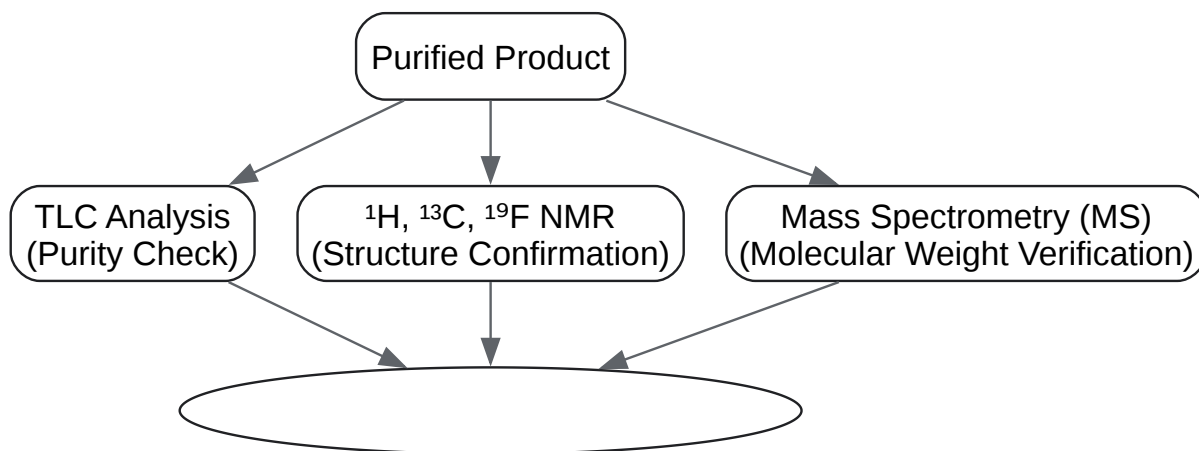 Purified Product
TLC Analysis
(Purity Check)
¹H, ¹³C, ¹⁹F NMR
(Structure Confirmation)
Mass Spectrometry (MS)
(Molecular Weight Verification)